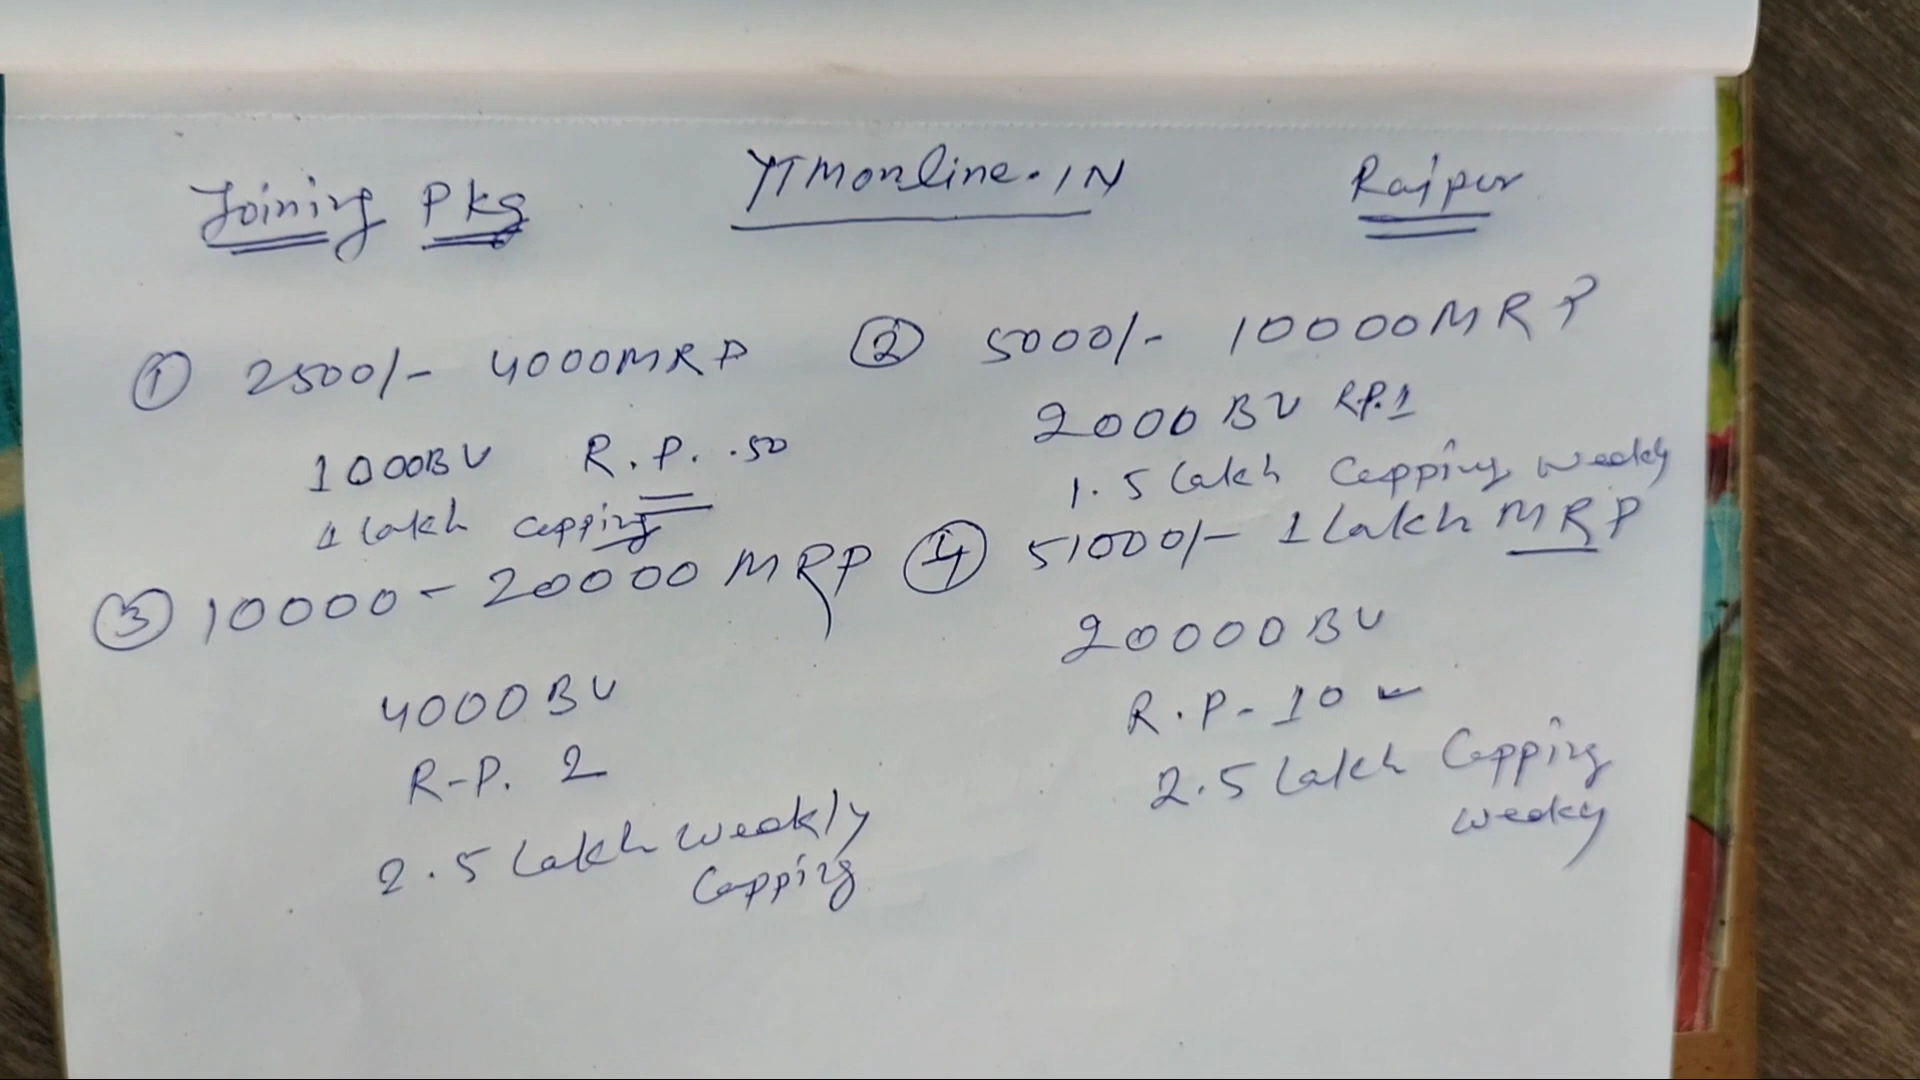 Joining Pkg YTMonline.IN Raipur
① 2500/- 4000MRP
1000BV R.P. .50
1 lakh capping
② 5000/- 10000MRP
2000BV R.P.1
1.5 lakh Capping weekly
③ 10000 - 20000 MRP
4000BV
R-P. 2
2.5 lakh weekly
Capping
④ 51000/- 1 lakh MRP
20000BV
R.P- 10
2.5 lakh Capping
weekly